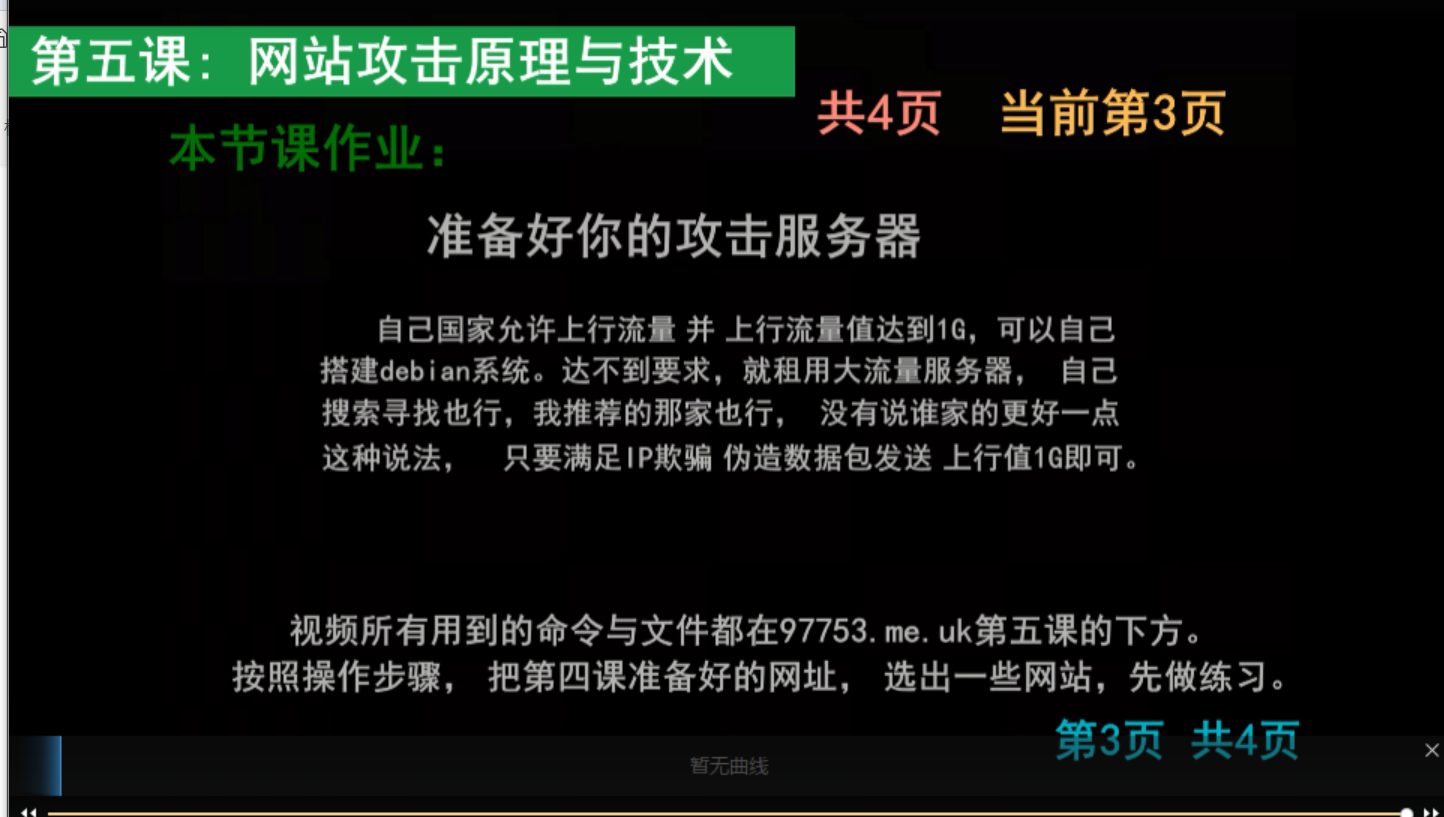 第五课：网站攻击原理与技术
共4页 当前第3页
本节课作业：
准备好你的攻击服务器
自己国家允许上行流量 并 上行流量值达到1G，可以自己
搭建debian系统。达不到要求，就租用大流量服务器， 自己
搜索寻找也行，我推荐的那家也行， 没有说谁家的更好一点
这种说法， 只要满足IP欺骗 伪造数据包发送 上行值1G即可。
视频所有用到的命令与文件都在97753.me.uk第五课的下方。
按照操作步骤， 把第四课准备好的网址， 选出一些网站，先做练习。
第3页 共4页
暂无曲线